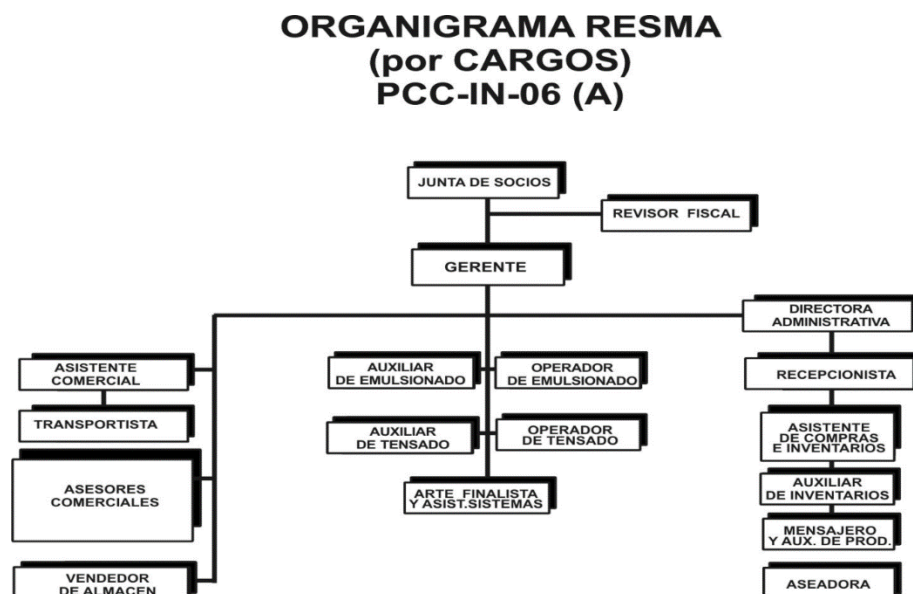 ORGANIGRAMA RESMA
(por CARGOS)
PCC-IN-06 (A)
JUNTA DE SOCIOS
REVISOR FISCAL
GERENTE
DIRECTORA
ADMINISTRATIVA
ASISTENTE
COMERCIAL
AUXILIAR
DE EMULSIONADO
OPERADOR
DE EMULSIONADO
RECEPCIONISTA
TRANSPORTISTA
AUXILIAR
DE TENSADO
OPERADOR
DE TENSADO
ASISTENTE
DE COMPRAS
E INVENTARIOS
ASESORES
COMERCIALES
ARTE FINALISTA
Y ASIST.SISTEMAS
AUXILIAR
DE INVENTARIOS
MENSAJERO
Y AUX. DE PROD.
VENDEDOR
DE ALMACEN
ASEADORA